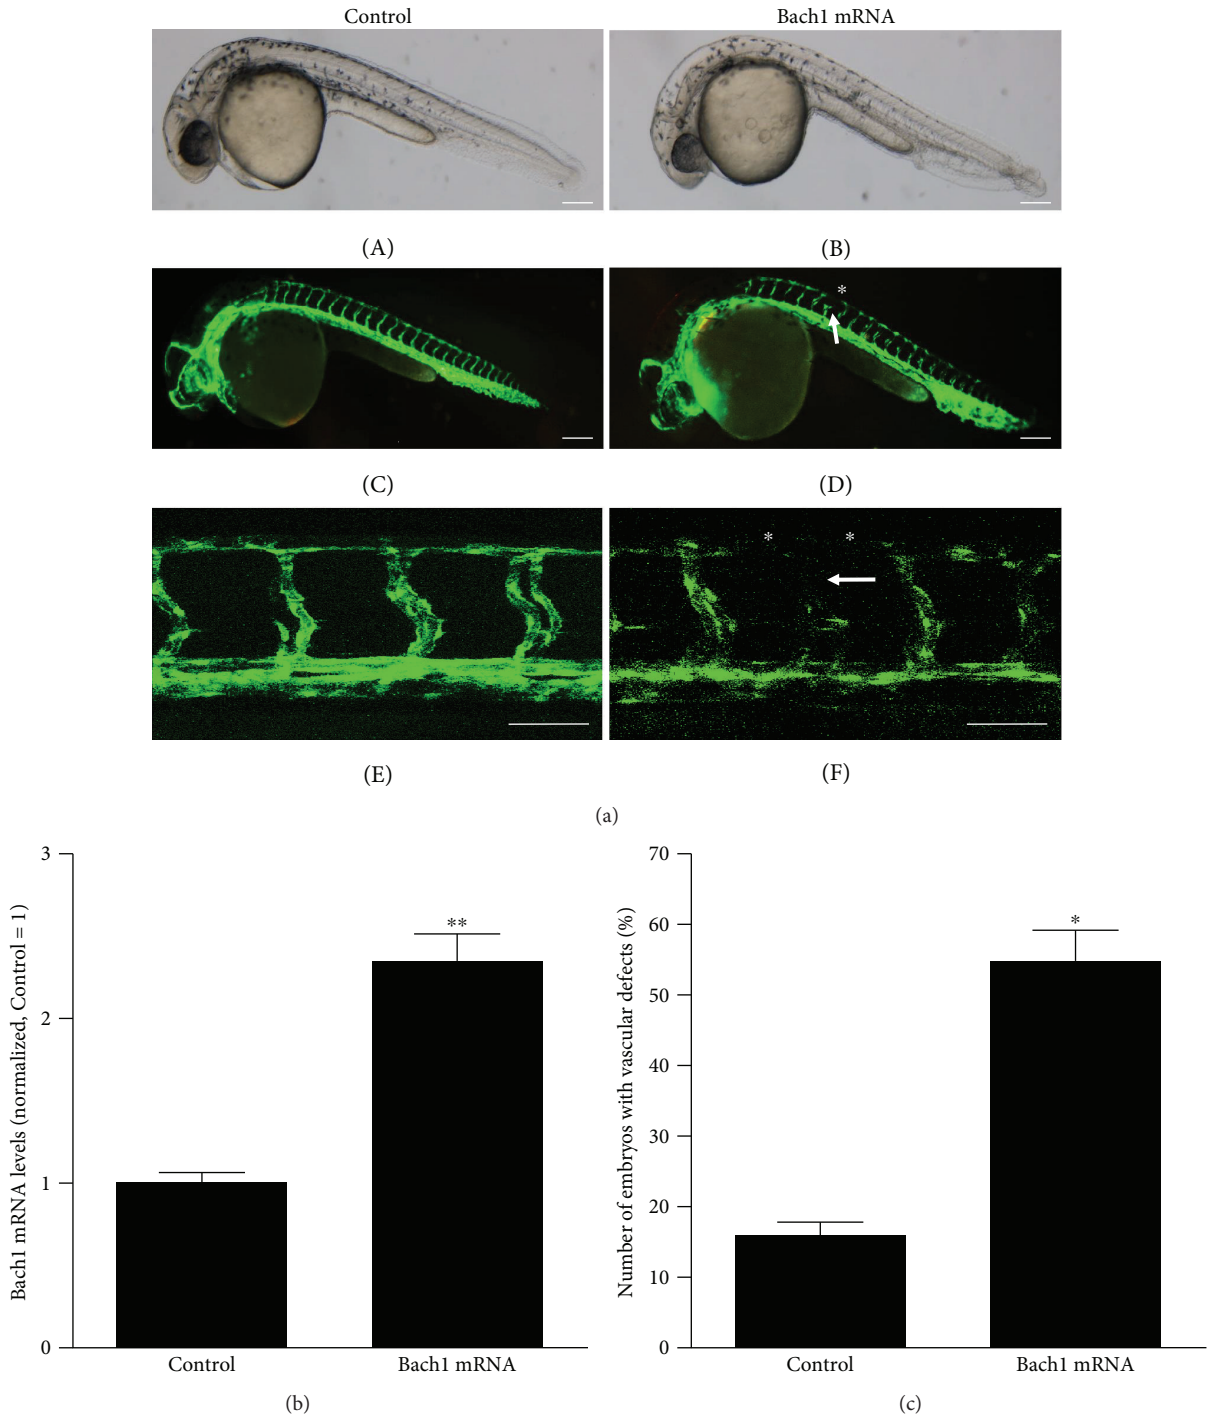 Control
Bach1 mRNA
(A)
(B)
*
(C)
(D)
* *
(E)
(F)
(a)
Bach1 mRNA levels (normalized, Control = 1)
3
2
1
0
**
Control
Bach1 mRNA
(b)
Number of embryos with vascular defects (%)
70
60
50
40
30
20
10
0
*
Control
Bach1 mRNA
(c)